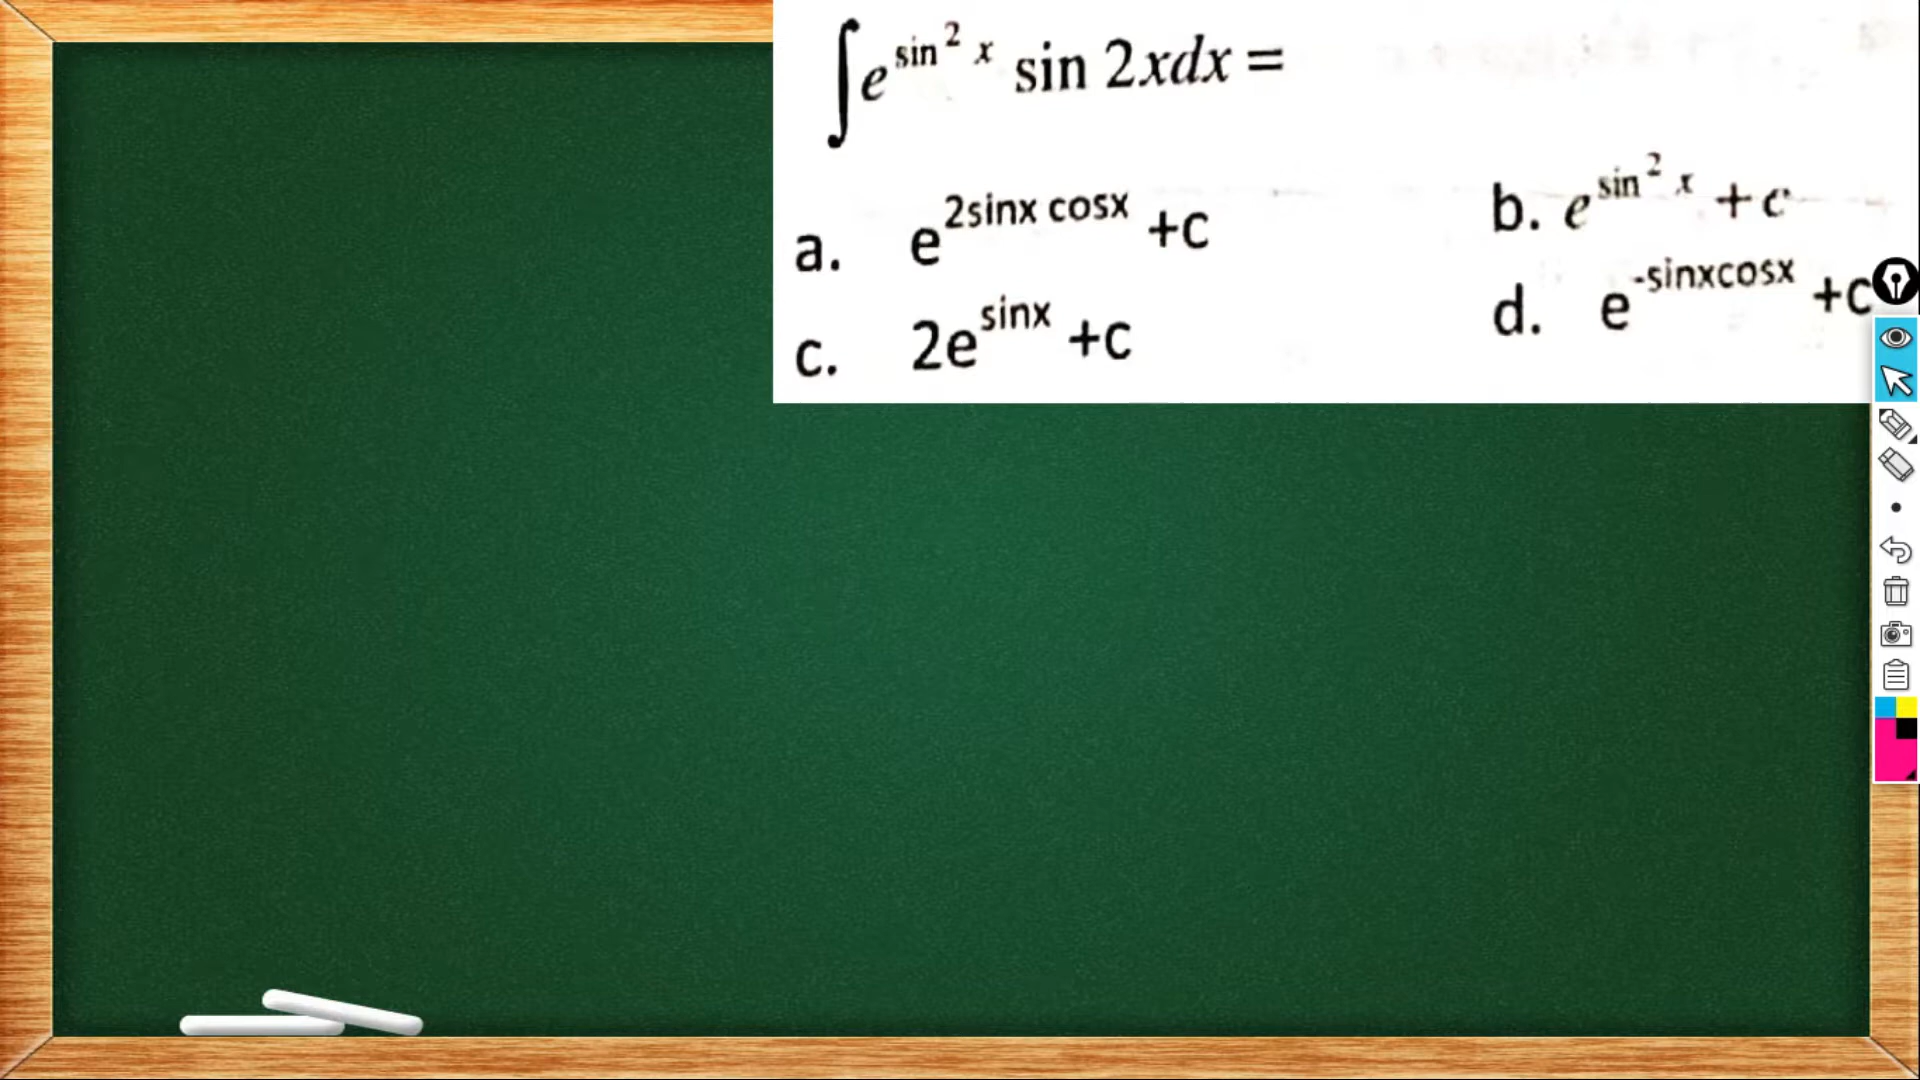 ∫e^{sin² x} sin 2xdx =
a. e^{2sinx cosx} +c
b. e^{sin² x} + c
c. 2e^{sinx} +c
d. e^{-sinxcosx} +c